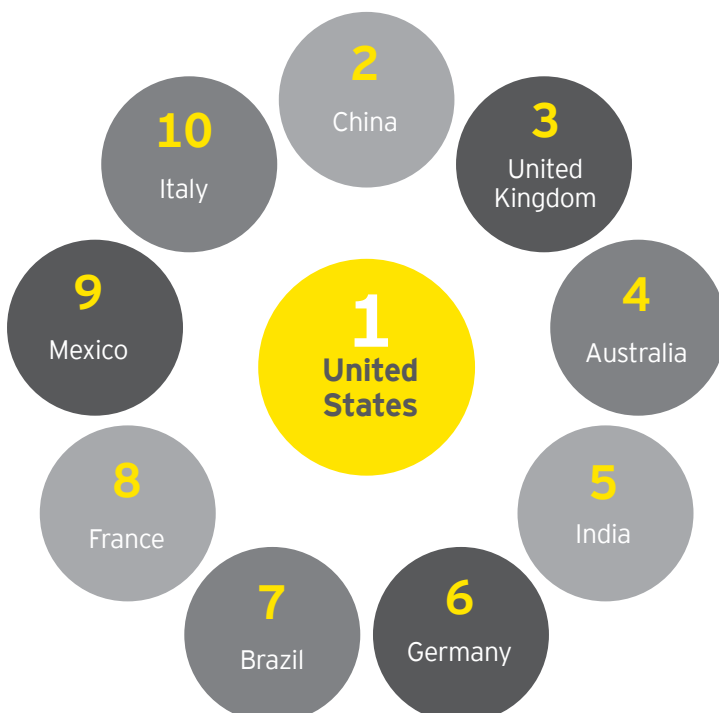 1
United
States
2
China
3
United
Kingdom
4
Australia
5
India
6
Germany
7
Brazil
8
France
9
Mexico
10
Italy